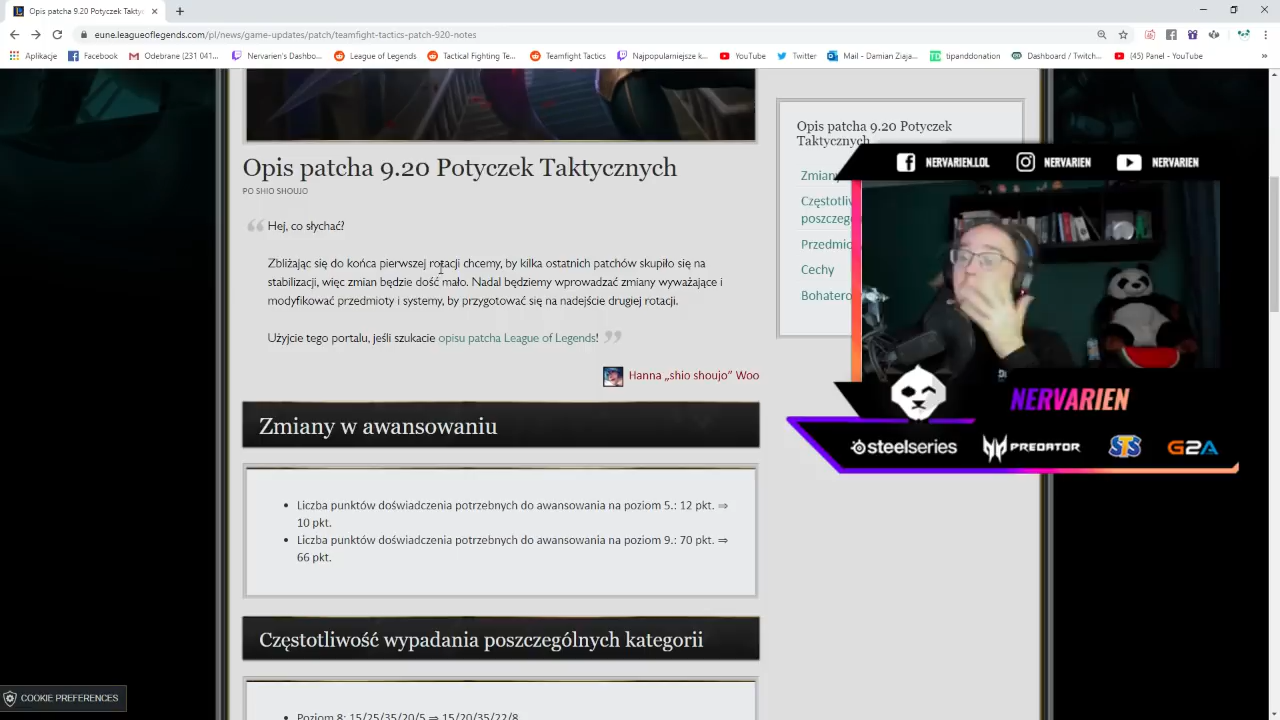 Opis patcha 9.20 Potyczek Taktyc
eune.leagueoflegends.com/pl/news/game-updates/patch/teamfight-tactics-patch-920-notes
Aplikacje Facebook Odebrane (231 041... Nervarien's Dashbo... League of Legends Tactical Fighting Te... Teamfight Tactics Najpopularniejsze k... YouTube Twitter Mail - Damian Ziaja... tipanddonation Dashboard / Twitch... (45) Panel - YouTube
Opis patcha 9.20 Potyczek Taktycznych
PO SHIO SHOUJO
Hej, co słychać?
Zbliżając się do końca pierwszej rotacji chcemy, by kilka ostatnich patchów skupiło się na
stabilizacji, więc zmian będzie dość mało. Nadal będziemy wprowadzać zmiany wyważające i
modyfikować przedmioty i systemy, by przygotować się na nadejście drugiej rotacji.
Użyjcie tego portalu, jeśli szukacie opisu patcha League of Legends!
Hanna „shio shoujo” Woo
Zmiany w awansowaniu
Liczba punktów doświadczenia potrzebnych do awansowania na poziom 5.: 12 pkt. ⇒
10 pkt.
Liczba punktów doświadczenia potrzebnych do awansowania na poziom 9.: 70 pkt. ⇒
66 pkt.
Częstotliwość wypadania poszczególnych kategorii
Poziom 8: 15/25/35/20/5 ⇒ 15/20/35/22/8
COOKIE PREFERENCES
Opis patcha 9.20 Potyczek
Taktycznych
Zmiany
Częstotliw
poszczegó
Przedmio
Cechy
Bohatero
NERVARIEN.LOL NERVARIEN NERVARIEN
NERVARIEN
steelseries PREDATOR STS G2A